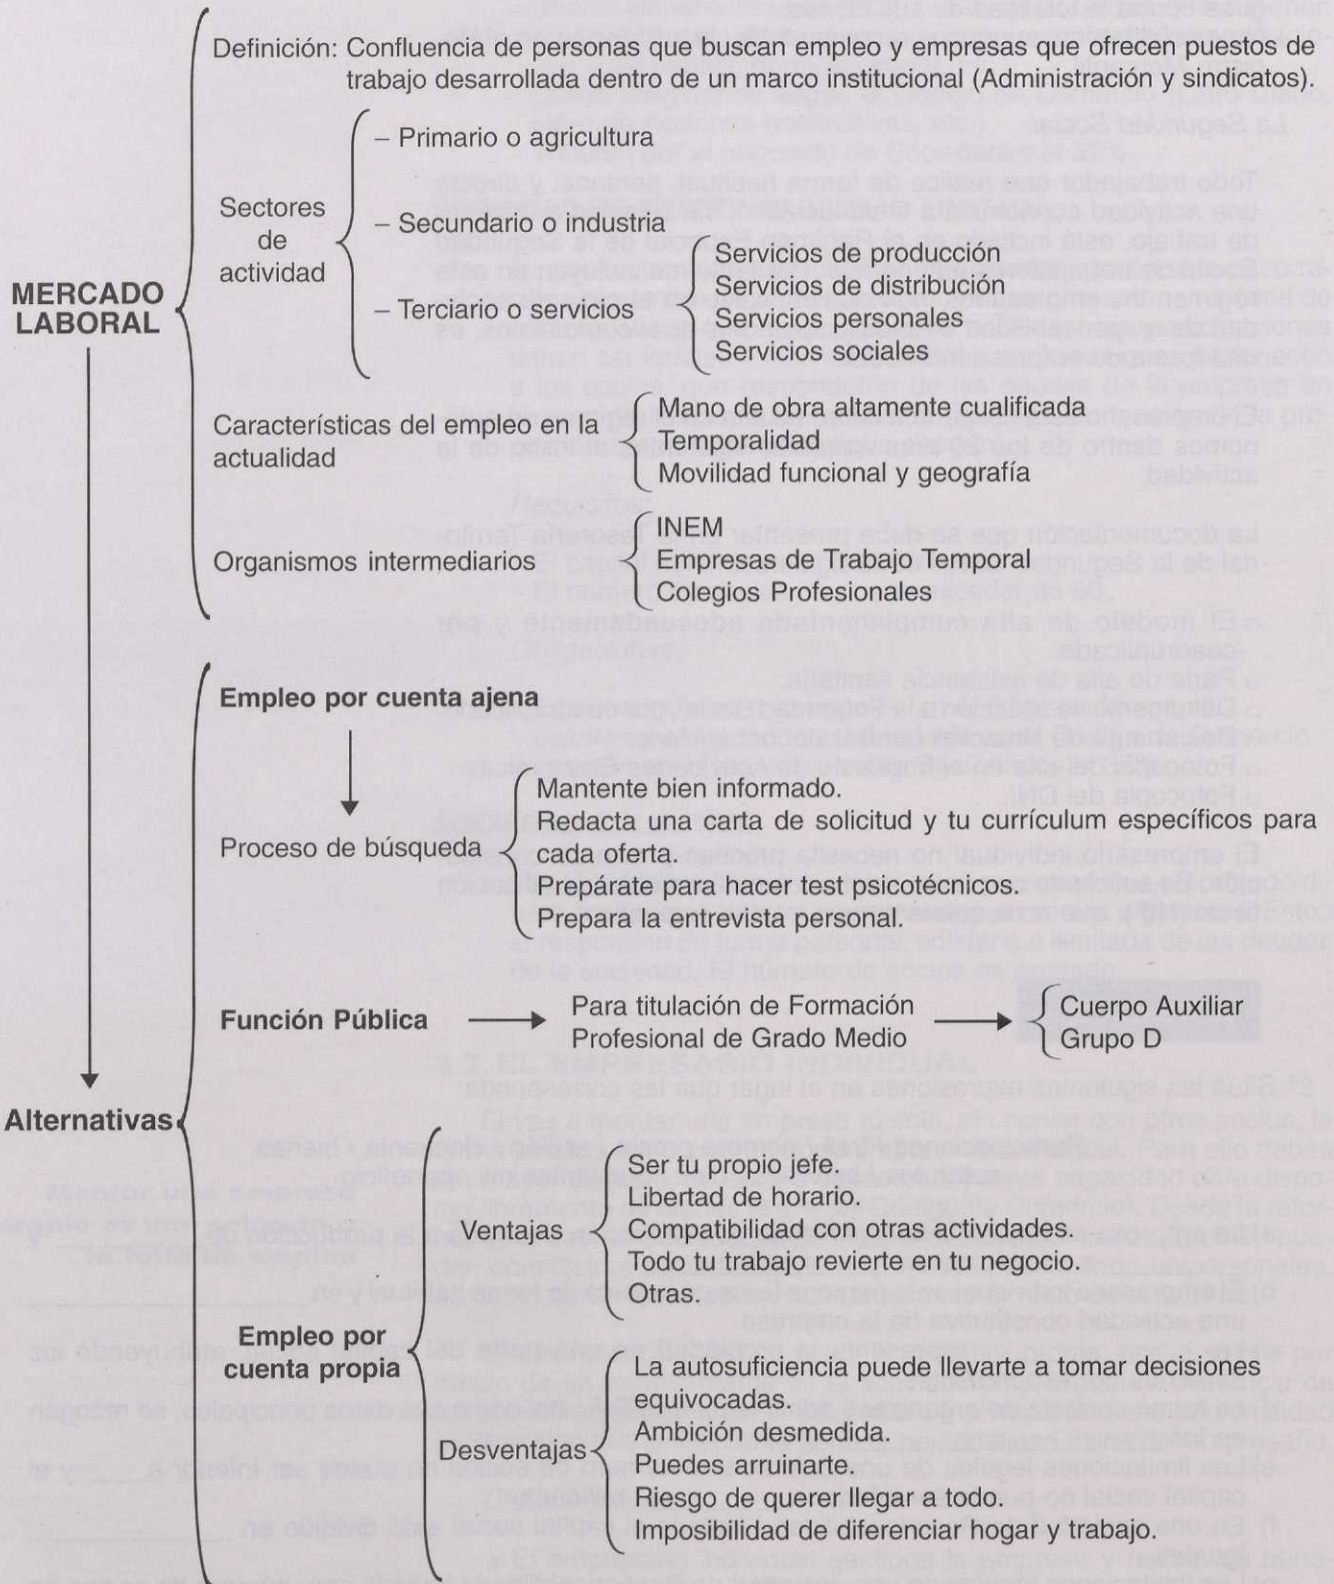 Definición: Confluencia de personas que buscan empleo y empresas que ofrecen puestos de
trabajo desarrollada dentro de un marco institucional (Administración y sindicatos).
MERCADO
LABORAL
Sectores
de
actividad
– Primario o agricultura
– Secundario o industria
– Terciario o servicios
Servicios de producción
Servicios de distribución
Servicios personales
Servicios sociales
Características del empleo en la
actualidad
Mano de obra altamente cualificada
Temporalidad
Movilidad funcional y geografía
Organismos intermediarios
INEM
Empresas de Trabajo Temporal
Colegios Profesionales
Alternativas
Empleo por cuenta ajena
Proceso de búsqueda
Mantente bien informado.
Redacta una carta de solicitud y tu currículum específicos para
cada oferta.
Prepárate para hacer test psicotécnicos.
Prepara la entrevista personal.
Función Pública
Para titulación de Formación
Profesional de Grado Medio
Cuerpo Auxiliar
Grupo D
Empleo por
cuenta propia
Ventajas
Ser tu propio jefe.
Libertad de horario.
Compatibilidad con otras actividades.
Todo tu trabajo revierte en tu negocio.
Otras.
Desventajas
La autosuficiencia puede llevarte a tomar decisiones
equivocadas.
Ambición desmedida.
Puedes arruinarte.
Riesgo de querer llegar a todo.
Imposibilidad de diferenciar hogar y trabajo.